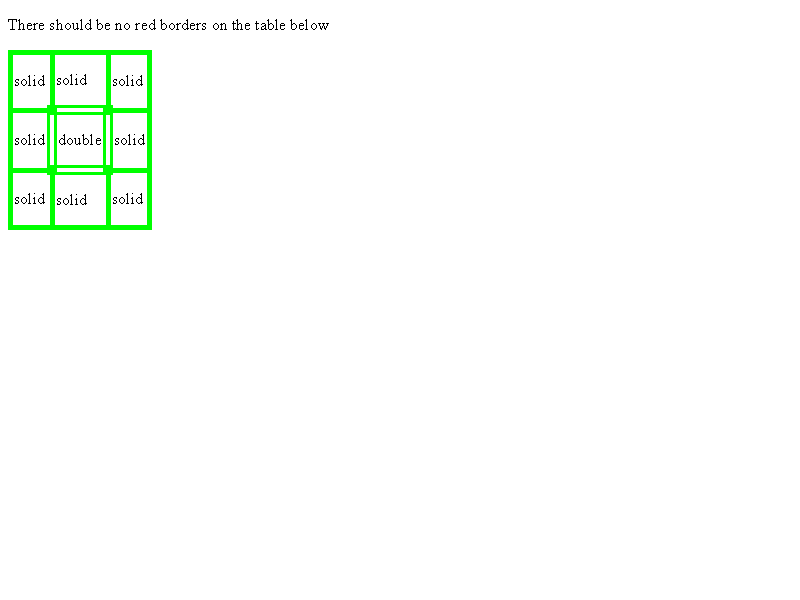 There should be no red borders on the table below
solid solid solid
solid double solid
solid solid solid